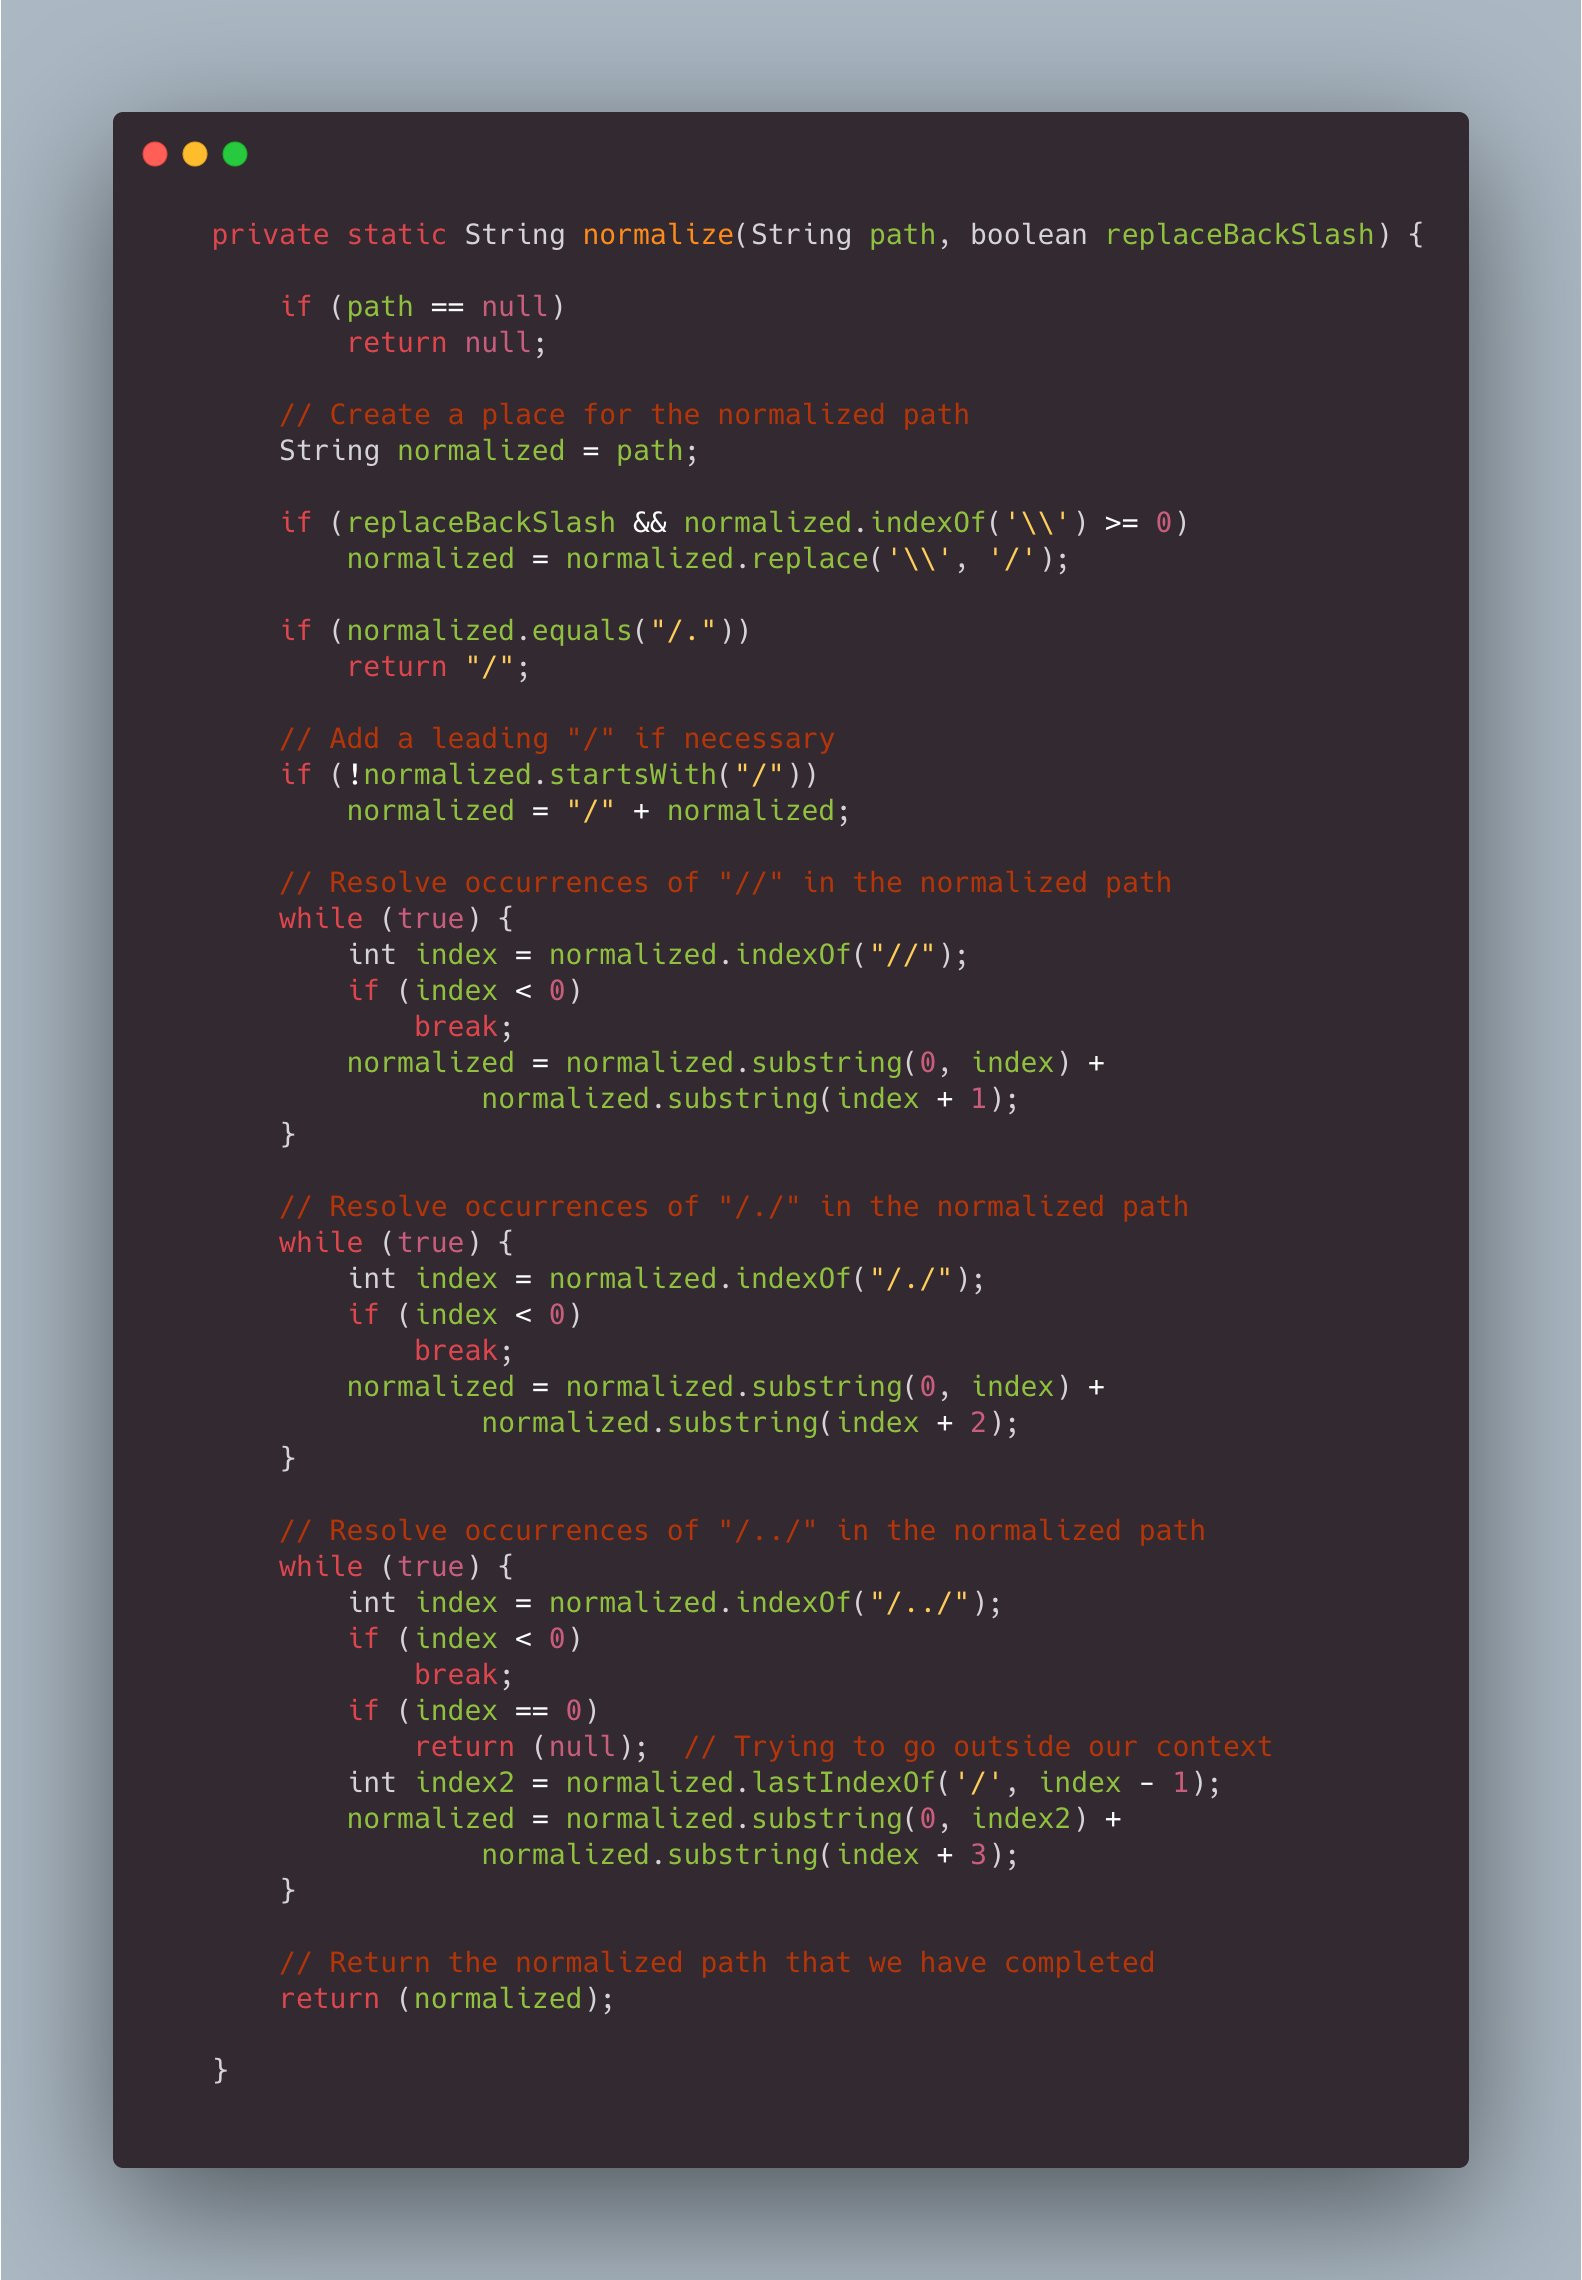 private static String normalize(String path, boolean replaceBackSlash) {
if (path == null)
return null;
// Create a place for the normalized path
String normalized = path;
if (replaceBackSlash && normalized.indexOf('\\') >= 0)
normalized = normalized.replace('\\', '/');
if (normalized.equals("/."))
return "/";
// Add a leading "/" if necessary
if (!normalized.startsWith("/"))
normalized = "/" + normalized;
// Resolve occurrences of "//" in the normalized path
while (true) {
int index = normalized.indexOf("//");
if (index < 0)
break;
normalized = normalized.substring(0, index) +
normalized.substring(index + 1);
}
// Resolve occurrences of "/./" in the normalized path
while (true) {
int index = normalized.indexOf("/./");
if (index < 0)
break;
normalized = normalized.substring(0, index) +
normalized.substring(index + 2);
}
// Resolve occurrences of "/../" in the normalized path
while (true) {
int index = normalized.indexOf("/../");
if (index < 0)
break;
if (index == 0)
return (null);  // Trying to go outside our context
int index2 = normalized.lastIndexOf('/', index - 1);
normalized = normalized.substring(0, index2) +
normalized.substring(index + 3);
}
// Return the normalized path that we have completed
return (normalized);
}